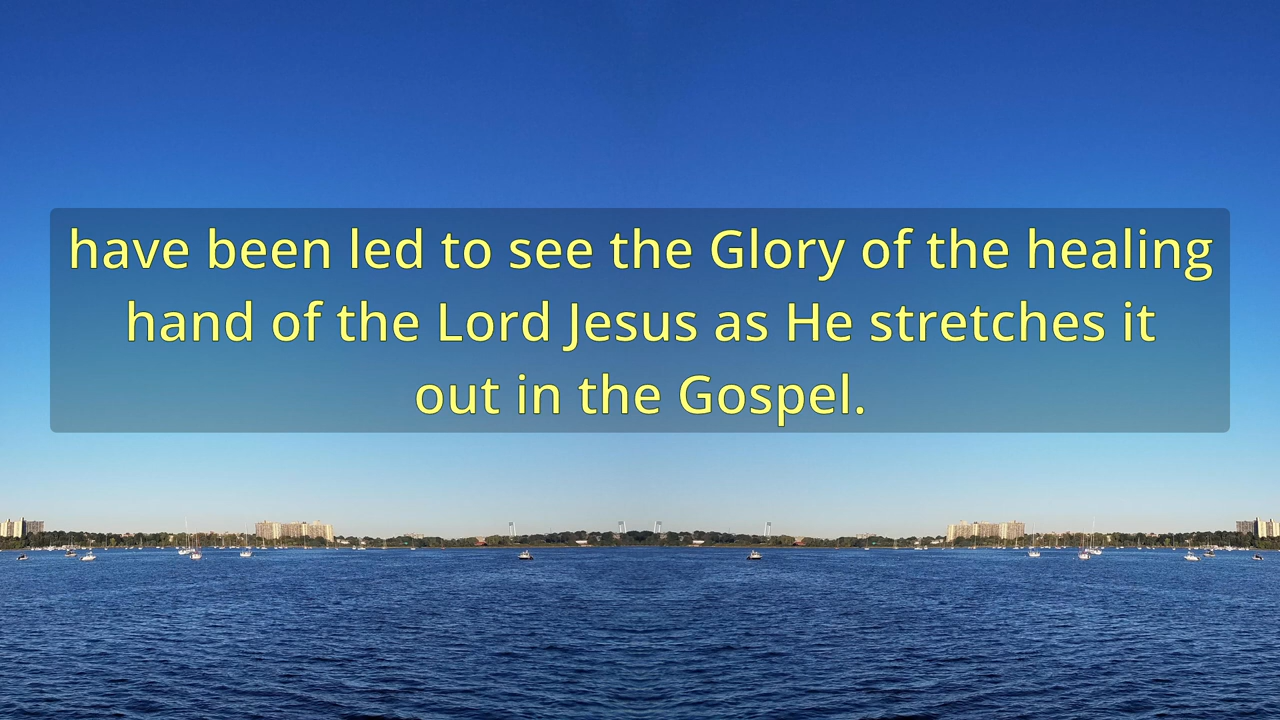 have been led to see the Glory of the healing
hand of the Lord Jesus as He stretches it
out in the Gospel.